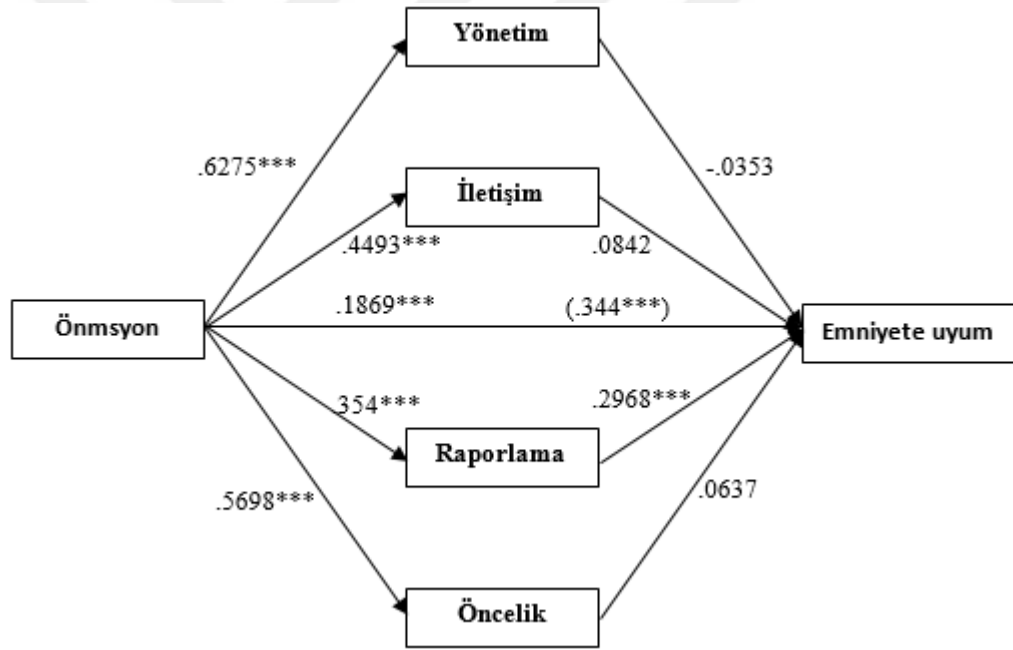 Yönetim
.6275***
-.0353
İletişim
.4493***
.0842
.1869***
(.344***)
Önmsyon
Emniyete uyum
.354***
.2968***
Raporlama
.5698***
.0637
Öncelik